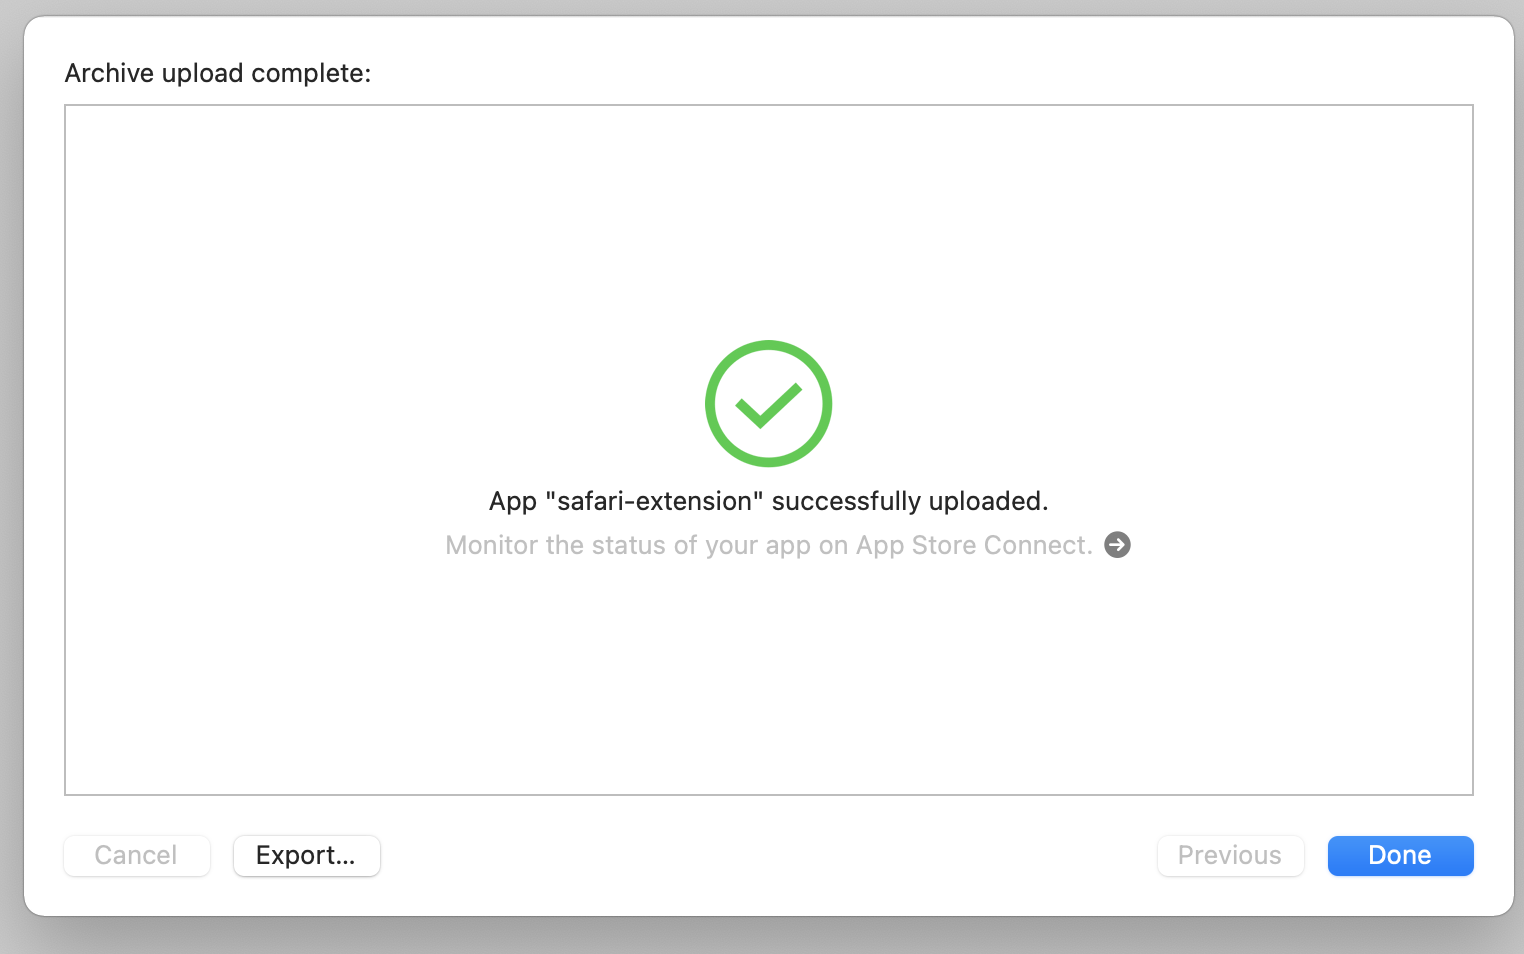 Archive upload complete:
App "safari-extension" successfully uploaded.
Monitor the status of your app on App Store Connect.
Cancel
Export...
Previous
Done